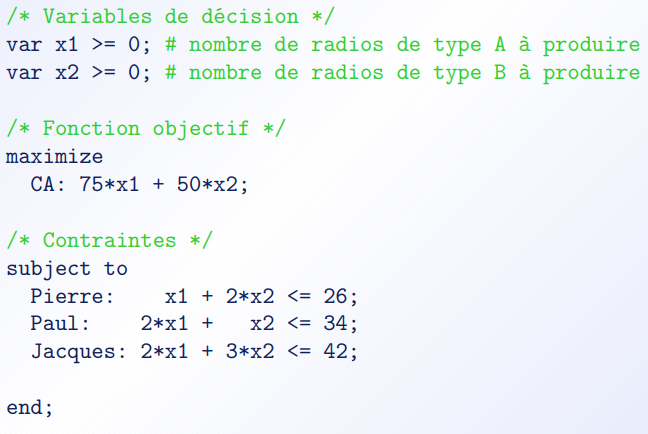 /* Variables de décision */
var x1 >= 0; # nombre de radios de type A à produire
var x2 >= 0; # nombre de radios de type B à produire
/* Fonction objectif */
maximize
CA: 75*x1 + 50*x2;
/* Contraintes */
subject to
Pierre: x1 + 2*x2 <= 26;
Paul: 2*x1 + x2 <= 34;
Jacques: 2*x1 + 3*x2 <= 42;
end;